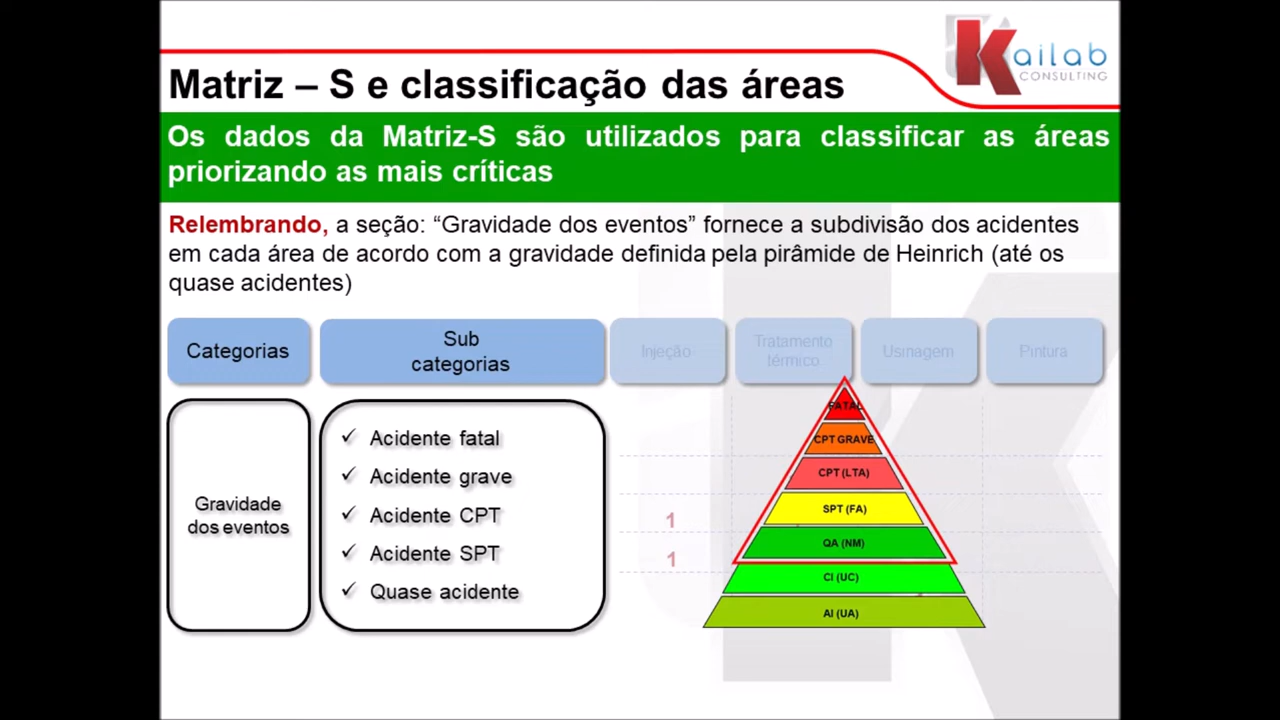 Kailab
CONSULTING
Matriz – S e classificação das áreas
Os dados da Matriz-S são utilizados para classificar as áreas
priorizando as mais críticas
Relembrando, a seção: “Gravidade dos eventos” fornece a subdivisão dos acidentes
em cada área de acordo com a gravidade definida pela pirâmide de Heinrich (até os
quase acidentes)
Categorias
Sub
categorias
Injeção
Tratamento
térmico
Usinagem
Pintura
Gravidade
dos eventos
✓ Acidente fatal
✓ Acidente grave
✓ Acidente CPT
✓ Acidente SPT
✓ Quase acidente
1
1
FATAL
CPT GRAVE
CPT (LTA)
SPT (FA)
QA (NM)
CI (UC)
AI (UA)